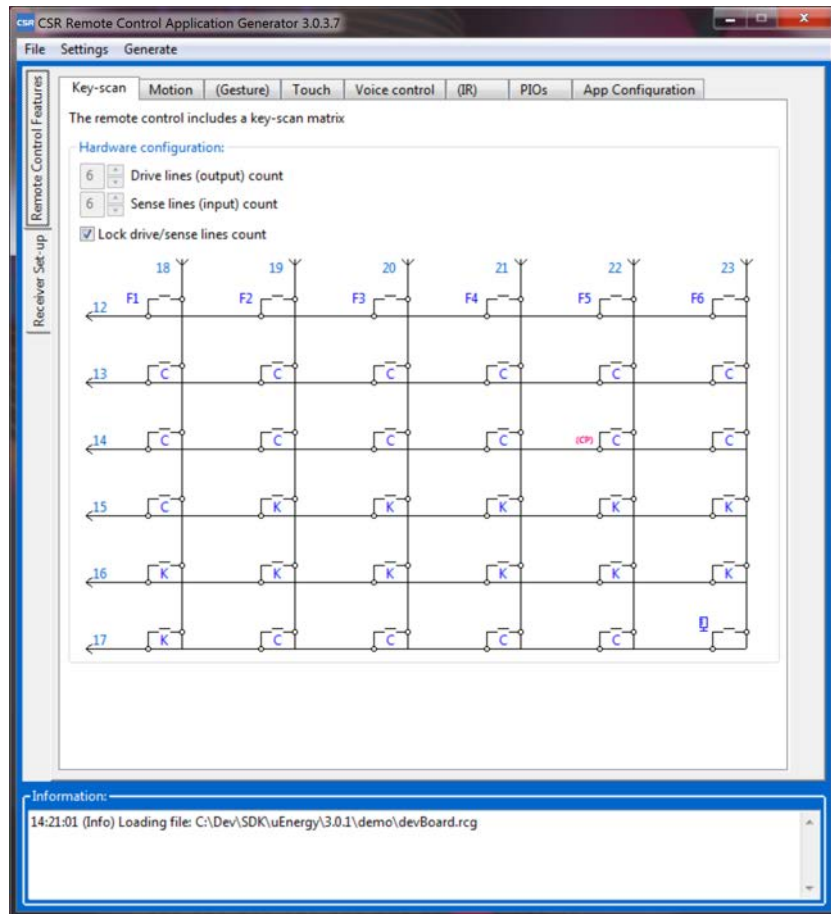 CSR CSR Remote Control Application Generator 3.0.3.7
File Settings Generate
Remote Control Features
Receiver Set-up
Key-scan Motion (Gesture) Touch Voice control (IR) PIOs App Configuration
The remote control includes a key-scan matrix
Hardware configuration:
6 Drive lines (output) count
6 Sense lines (input) count
Lock drive/sense lines count
18 19 20 21 22 23
F1 F2 F3 F4 F5 F6
12
13 C C C C C C
14 C C C C (CP) C C
15 C K K K K K
16 K K K K K K
17 K C C C C
Information:
14:21:01 (Info) Loading file: C:\Dev\SDK\uEnergy\3.0.1\demo\devBoard.rcg